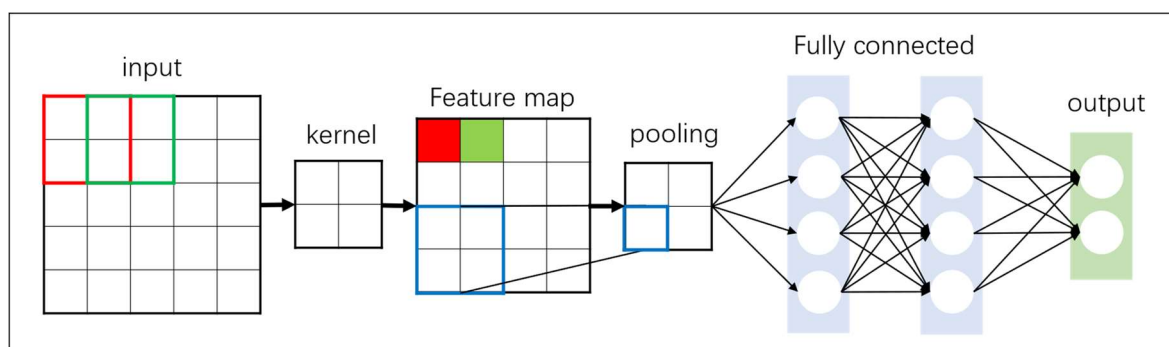 input
kernel
Feature map
pooling
Fully connected
output